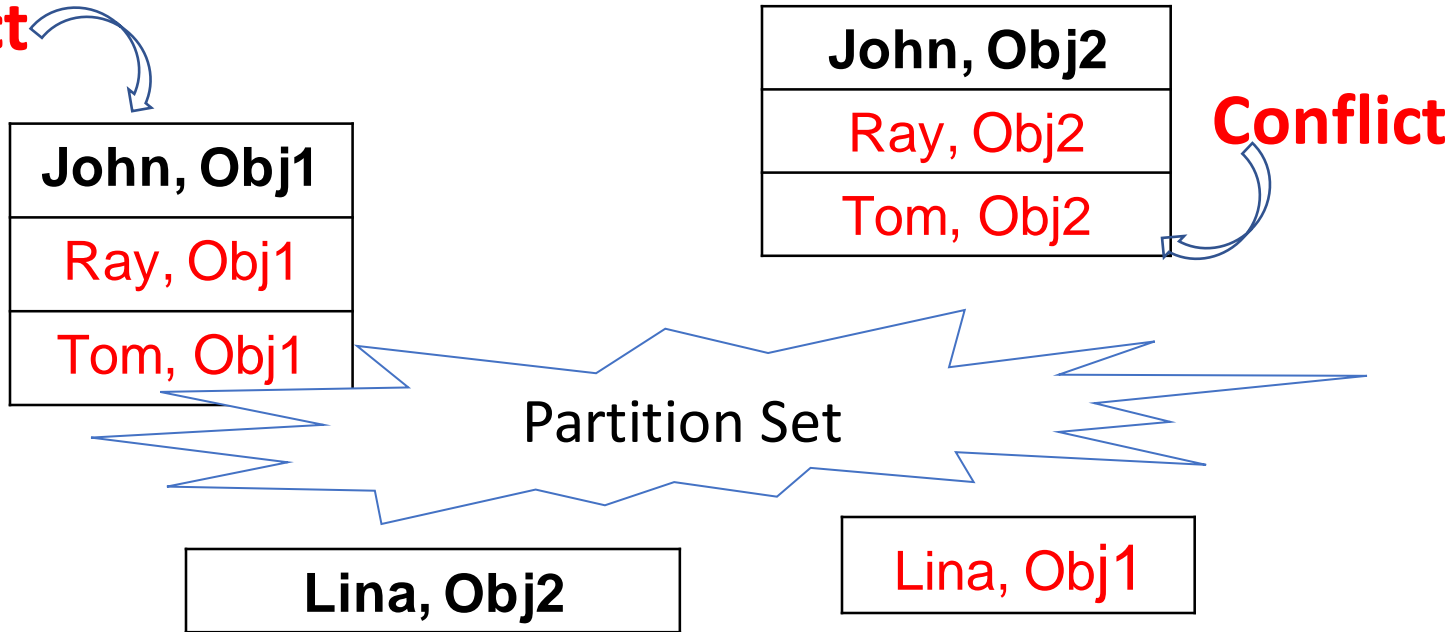 John, Obj1
Ray, Obj1
Tom, Obj1
John, Obj2
Ray, Obj2
Tom, Obj2
Conflict
Partition Set
Lina, Obj2
Lina, Obj1